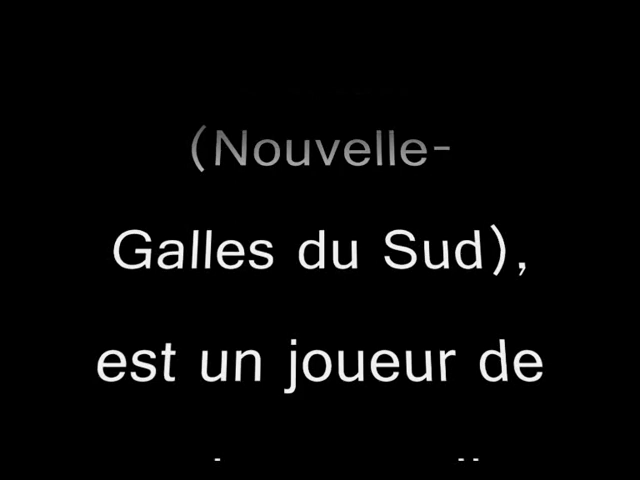 (Nouvelle-
Galles du Sud),
est un joueur de